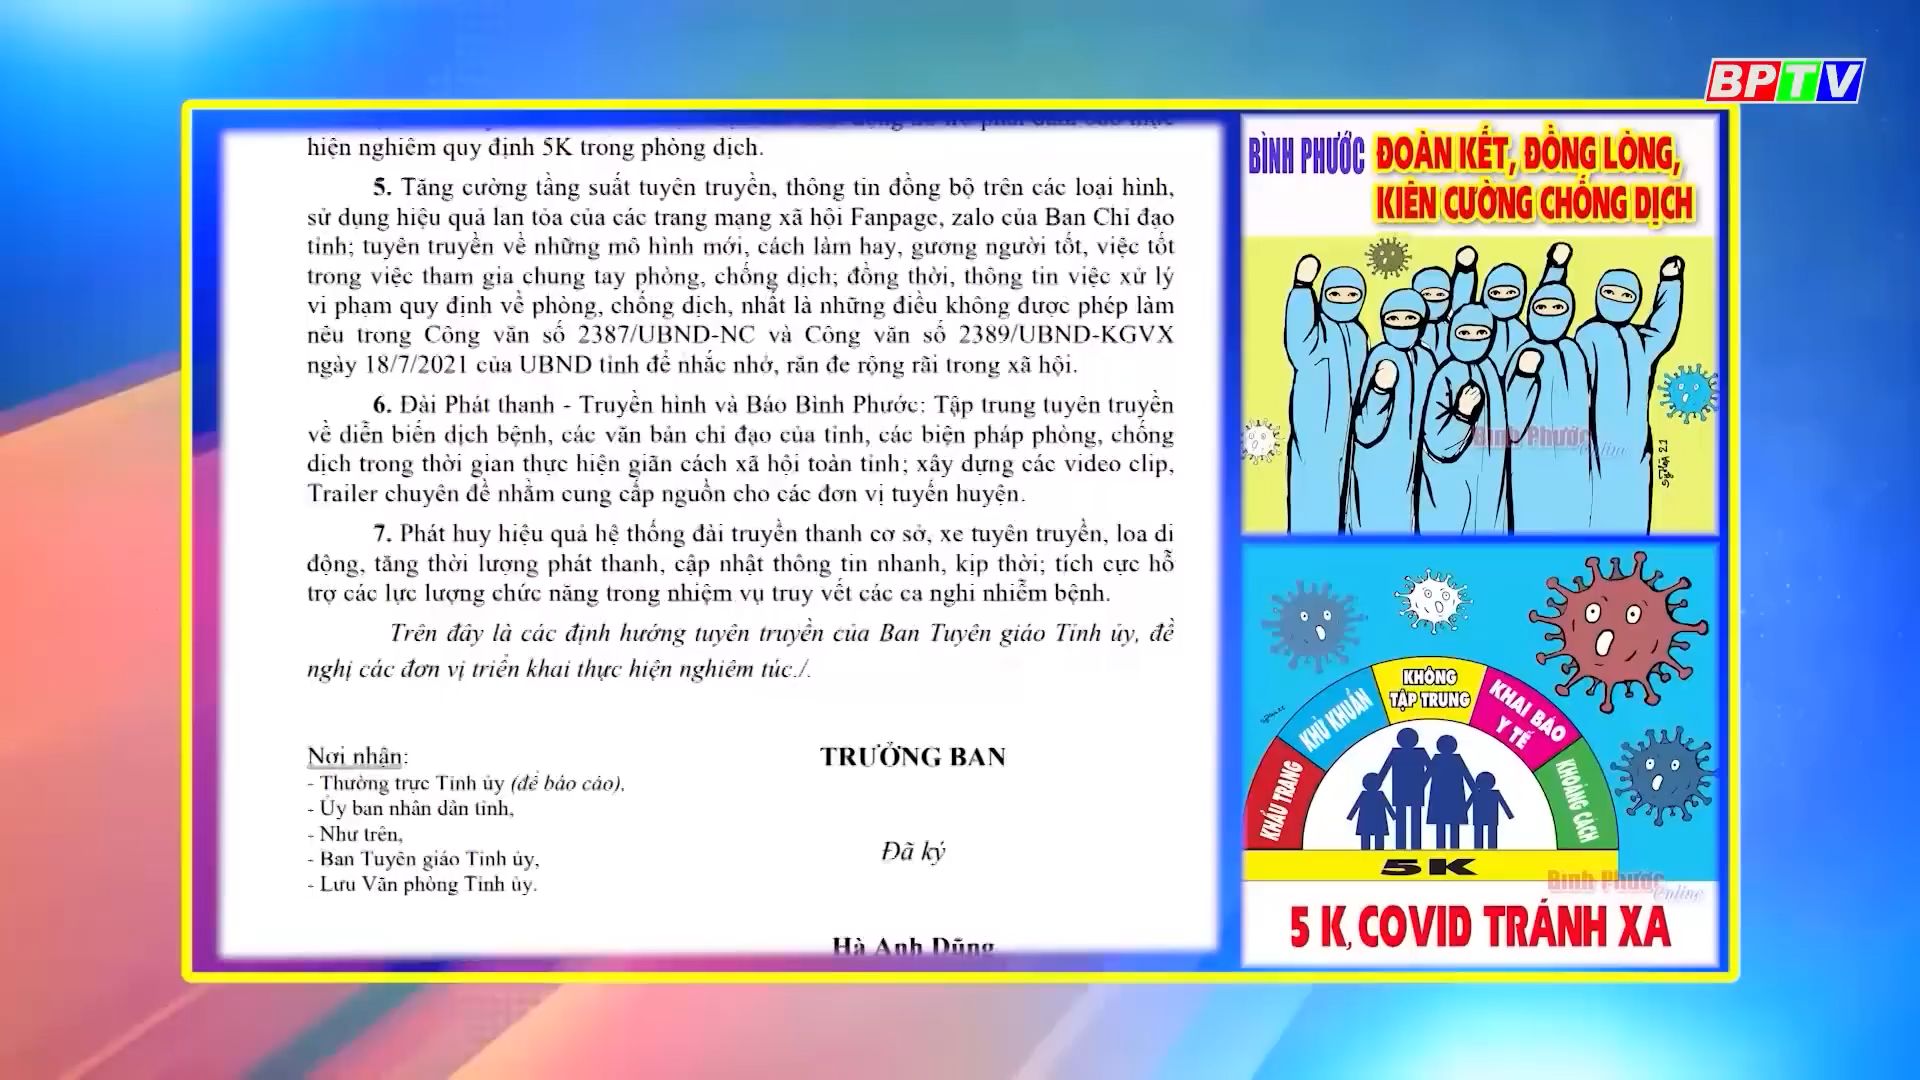 BPTV
hiện nghiêm quy định 5K trong phòng dịch.
5. Tăng cường tầng suất tuyên truyền, thông tin đồng bộ trên các loại hình,
sử dụng hiệu quả lan tỏa của các trang mạng xã hội Fanpage, zalo của Ban Chỉ đạo
tỉnh; tuyên truyền về những mô hình mới, cách làm hay, gương người tốt, việc tốt
trong việc tham gia chung tay phòng, chống dịch; đồng thời, thông tin việc xử lý
vi phạm quy định về phòng, chống dịch, nhất là những điều không được phép làm
nêu trong Công văn số 2387/UBND-NC và Công văn số 2389/UBND-KGVX
ngày 18/7/2021 của UBND tỉnh để nhắc nhở, răn đe rộng rãi trong xã hội.
6. Đài Phát thanh - Truyền hình và Báo Bình Phước: Tập trung tuyên truyền
về diễn biến dịch bệnh, các văn bản chỉ đạo của tỉnh, các biện pháp phòng, chống
dịch trong thời gian thực hiện giãn cách xã hội toàn tỉnh; xây dựng các video clip,
Trailer chuyên đề nhằm cung cấp nguồn cho các đơn vị tuyến huyện.
7. Phát huy hiệu quả hệ thống đài truyền thanh cơ sở, xe tuyên truyền, loa di
động, tăng thời lượng phát thanh, cập nhật thông tin nhanh, kịp thời; tích cực hỗ
trợ các lực lượng chức năng trong nhiệm vụ truy vết các ca nghi nhiễm bệnh.
Trên đây là các định hướng tuyên truyền của Ban Tuyên giáo Tỉnh ủy, đề
nghị các đơn vị triển khai thực hiện nghiêm túc./.
Nơi nhận:
- Thường trực Tỉnh ủy (để báo cáo),
- Ủy ban nhân dân tỉnh,
- Như trên,
- Ban Tuyên giáo Tỉnh ủy,
- Lưu Văn phòng Tỉnh ủy.
TRƯỞNG BAN
Đã ký
Hà Anh Dũng
BÌNH PHƯỚC ĐOÀN KẾT, ĐỒNG LÒNG,
KIÊN CƯỜNG CHỐNG DỊCH
Bình Phước Online
KHẨU TRANG
KHỬ KHUẨN
KHÔNG
TẬP TRUNG
KHAI BÁO
Y TẾ
KHOẢNG CÁCH
5K
Bình Phước Online
5 K, COVID TRÁNH XA